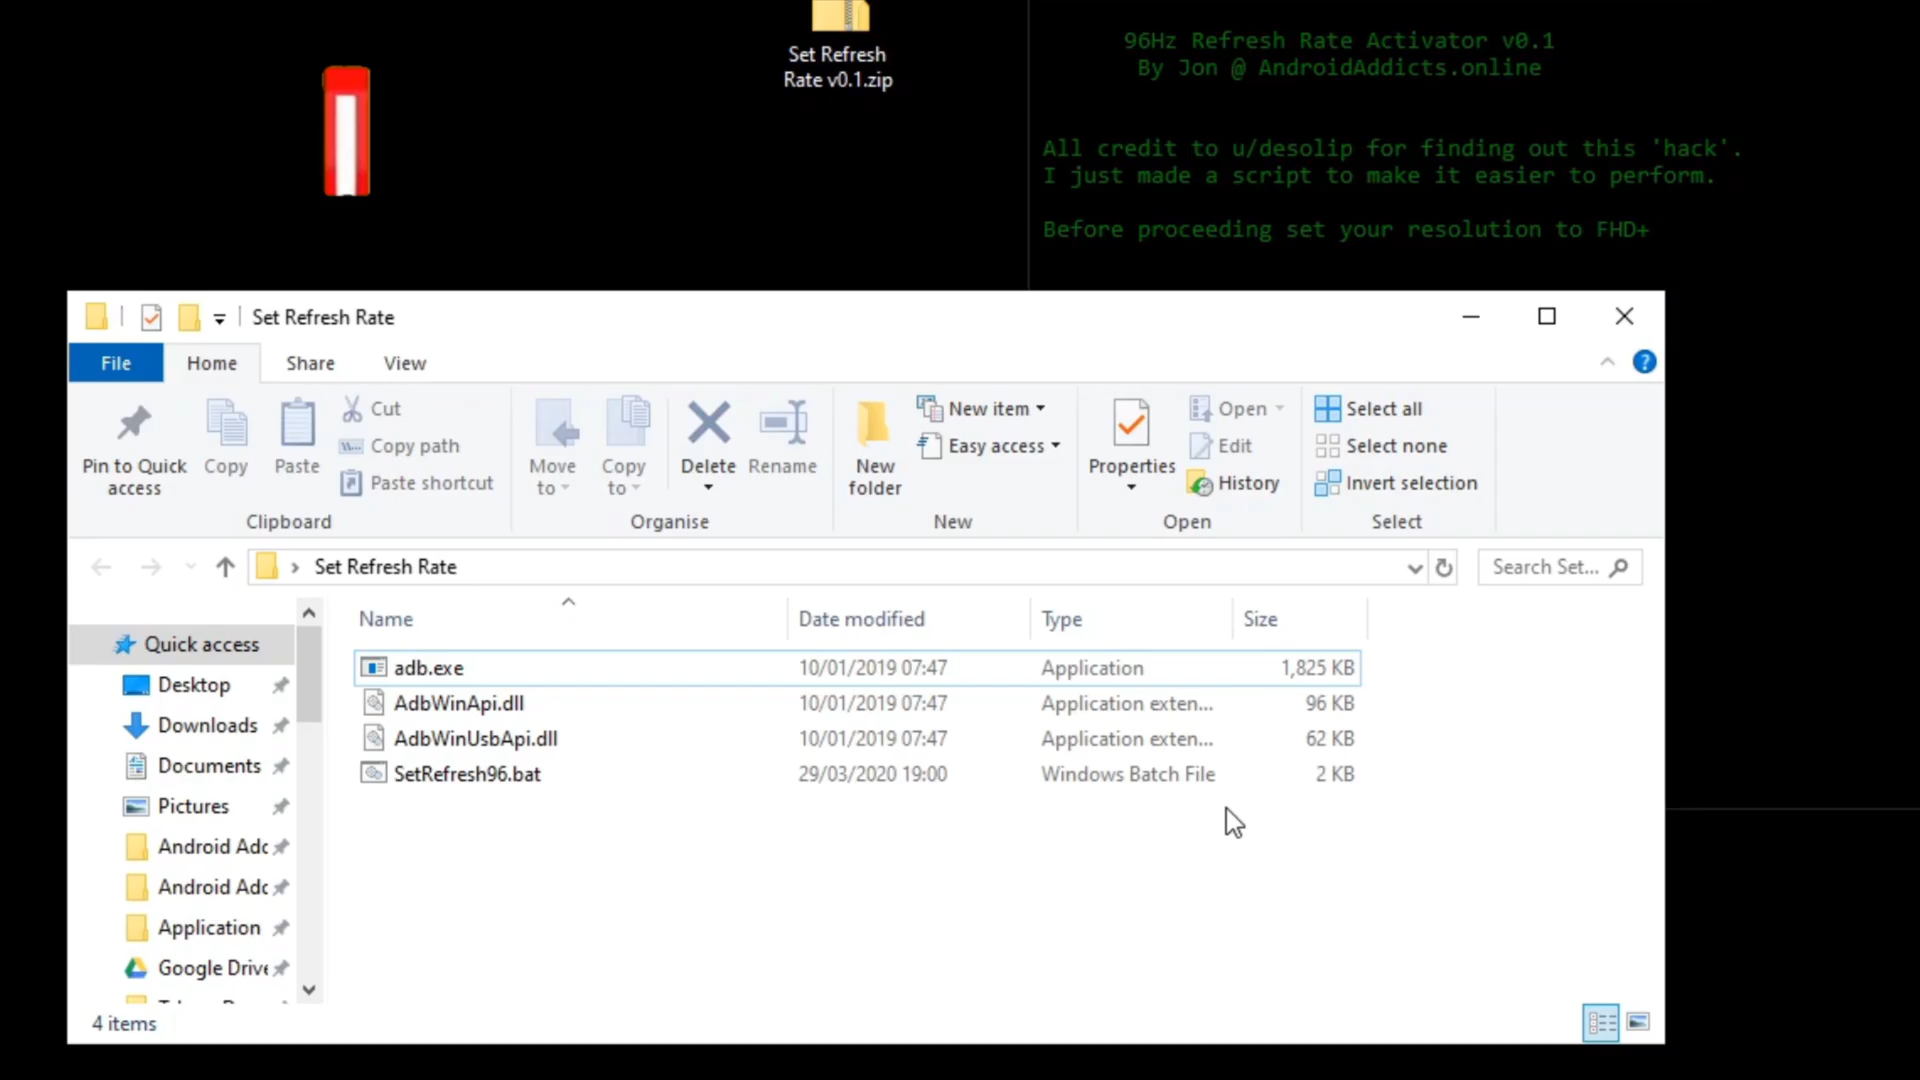 Set Refresh
Rate v0.1.zip
96Hz Refresh Rate Activator v0.1
By Jon @ AndroidAddicts.online
All credit to u/desolip for finding out this 'hack'.
I just made a script to make it easier to perform.
Before proceeding set your resolution to FHD+
Set Refresh Rate
File Home Share View
Pin to Quick access
Copy
Paste
Cut
Copy path
Paste shortcut
Clipboard
Move to
Copy to
Delete
Rename
Organise
New folder
New item
Easy access
New
Properties
Open
Edit
History
Open
Select all
Select none
Invert selection
Select
Set Refresh Rate
Search Set...
Name Date modified Type Size
Quick access
Desktop
Downloads
Documents
Pictures
Android Adc
Android Adc
Application
Google Drive
adb.exe 10/01/2019 07:47 Application 1,825 KB
AdbWinApi.dll 10/01/2019 07:47 Application exten... 96 KB
AdbWinUsbApi.dll 10/01/2019 07:47 Application exten... 62 KB
SetRefresh96.bat 29/03/2020 19:00 Windows Batch File 2 KB
4 items